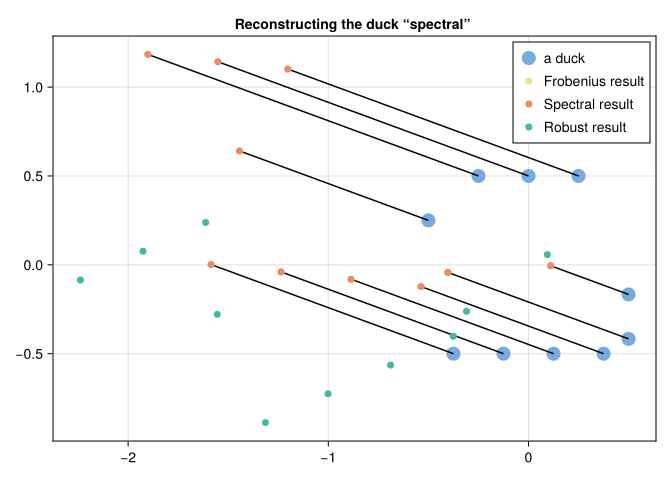 Reconstructing the duck “spectral”
a duck
Frobenius result
Spectral result
Robust result
1.0
0.5
0.0
−0.5
−2
−1
0